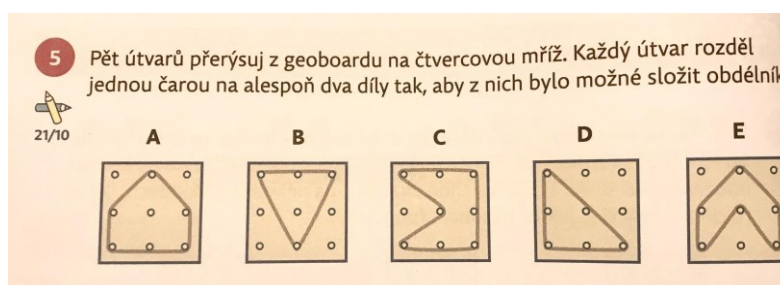 5 Pět útvarů přerýsuj z geoboardu na čtvercovou mříž. Každý útvar rozděl
jednou čarou na alespoň dva díly tak, aby z nich bylo možné složit obdélník
21/10
A B C D E